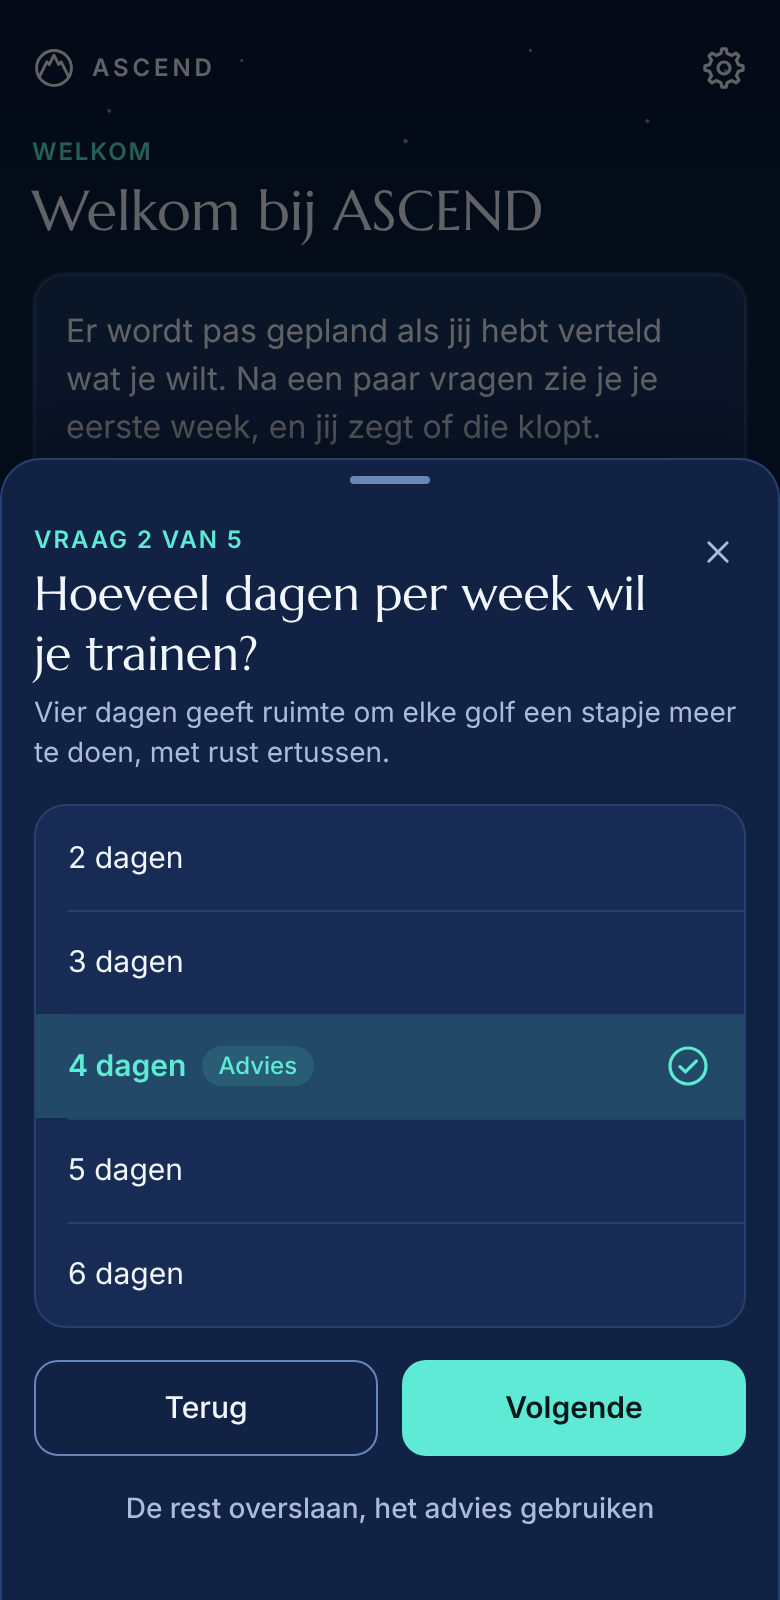 ASCEND
WELKOM
Welkom bij ASCEND
Er wordt pas gepland als jij hebt verteld
wat je wilt. Na een paar vragen zie je je
eerste week, en jij zegt of die klopt.
VRAAG 2 VAN 5
Hoeveel dagen per week wil
je trainen?
Vier dagen geeft ruimte om elke golf een stapje meer
te doen, met rust ertussen.
2 dagen
3 dagen
4 dagen Advies
5 dagen
6 dagen
Terug Volgende
De rest overslaan, het advies gebruiken